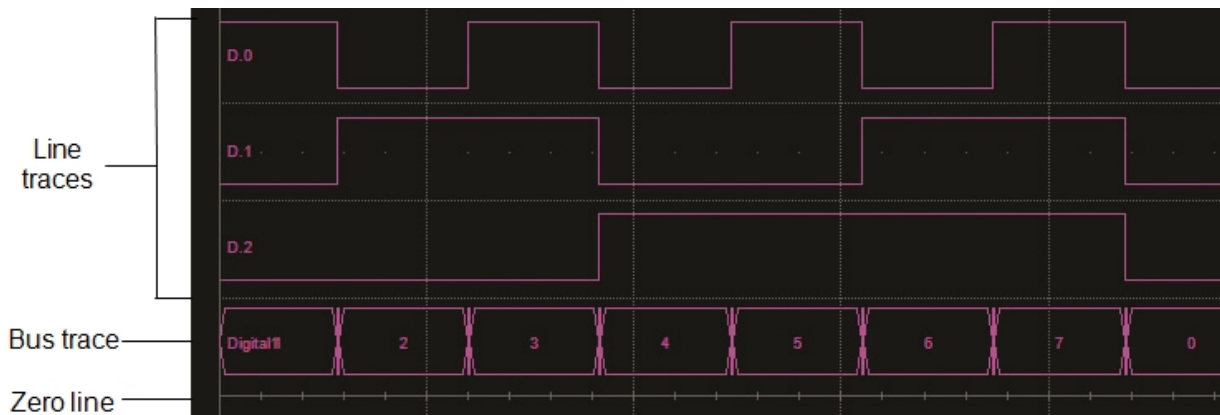 D.0
D.1
Line
traces
D.2
Bus trace
Digital1 2 3 4 5 6 7 0
Zero line